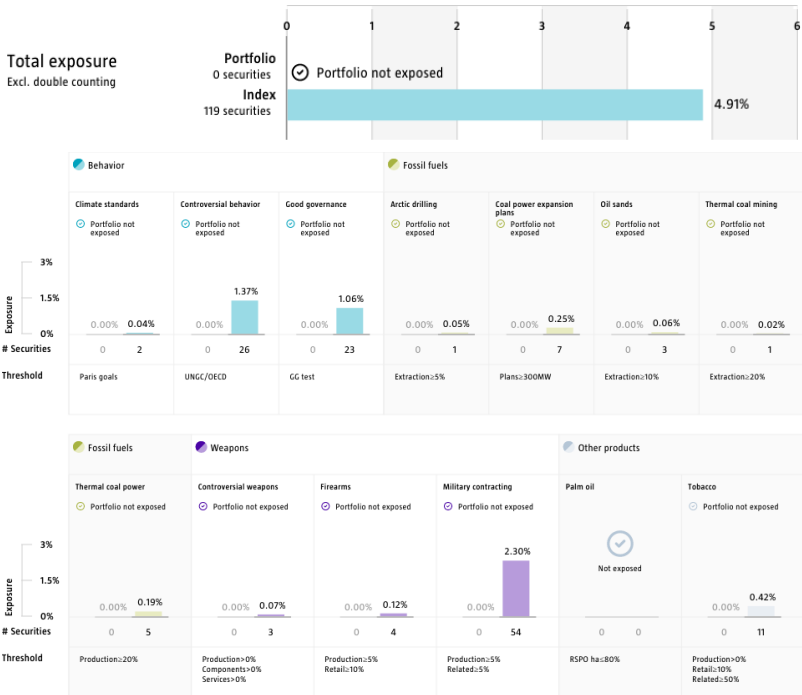 0 1 2 3 4 5 6
Total exposure
Excl. double counting
Portfolio
0 securities
Portfolio not exposed
Index
119 securities
4.91%
Behavior
Fossil fuels
Climate standards
Portfolio not
exposed
Controversial behavior
Portfolio not
exposed
Good governance
Portfolio not
exposed
Arctic drilling
Portfolio not
exposed
Coal power expansion
plans
Portfolio not
exposed
Oil sands
Portfolio not
exposed
Thermal coal mining
Portfolio not
exposed
Exposure
3%
1.5%
0%
0.00% 0.04%
0.00% 1.37%
0.00% 1.06%
0.00% 0.05%
0.00% 0.25%
0.00% 0.06%
0.00% 0.02%
# Securities 0 2 0 26 0 23 0 1 0 7 0 3 0 1
Threshold Paris goals UNGC/OECD GG test Extraction≥5% Plans≥300MW Extraction≥10% Extraction≥20%
Fossil fuels
Weapons
Other products
Thermal coal power
Portfolio not exposed
Controversial weapons
Portfolio not exposed
Firearms
Portfolio not exposed
Military contracting
Portfolio not exposed
Palm oil
Not exposed
Tobacco
Portfolio not exposed
Exposure
3%
1.5%
0%
0.00% 0.19%
0.00% 0.07%
0.00% 0.12%
0.00% 2.30%
0.00% 0.42%
# Securities 0 5 0 3 0 4 0 54 0 0 0 11
Threshold
Production≥20%
Production>0%
Components>0%
Services>0%
Production≥5%
Retail≥10%
Production≥5%
Related≥5%
RSPO ha≤80%
Production>0%
Retail≥10%
Related≥50%